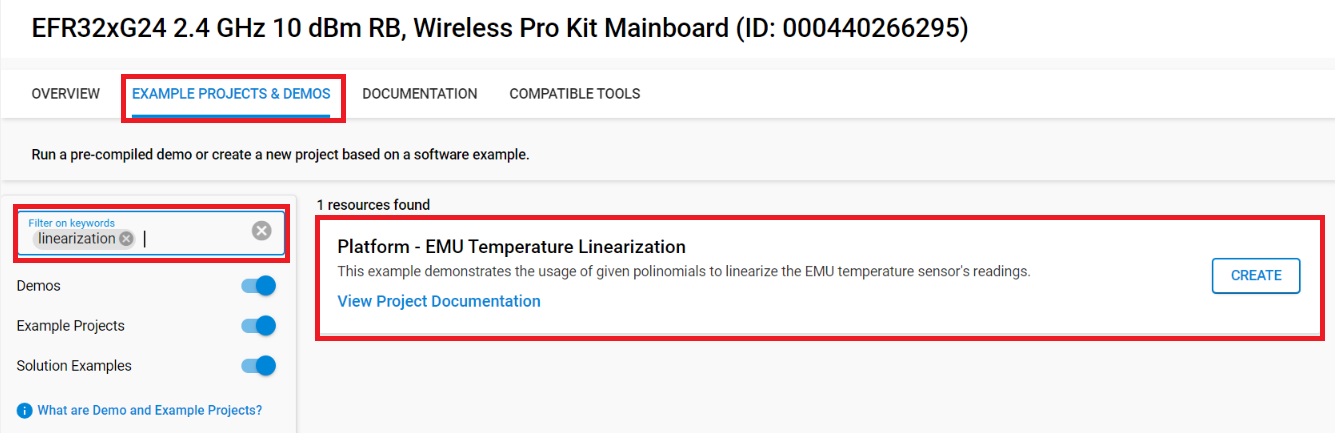 EFR32xG24 2.4 GHz 10 dBm RB, Wireless Pro Kit Mainboard (ID: 000440266295)
OVERVIEW EXAMPLE PROJECTS & DEMOS DOCUMENTATION COMPATIBLE TOOLS
Run a pre-compiled demo or create a new project based on a software example.
Filter on keywords
linearization
Demos
Example Projects
Solution Examples
What are Demo and Example Projects?
1 resources found
Platform - EMU Temperature Linearization
This example demonstrates the usage of given polinomials to linearize the EMU temperature sensor's readings.
View Project Documentation
CREATE